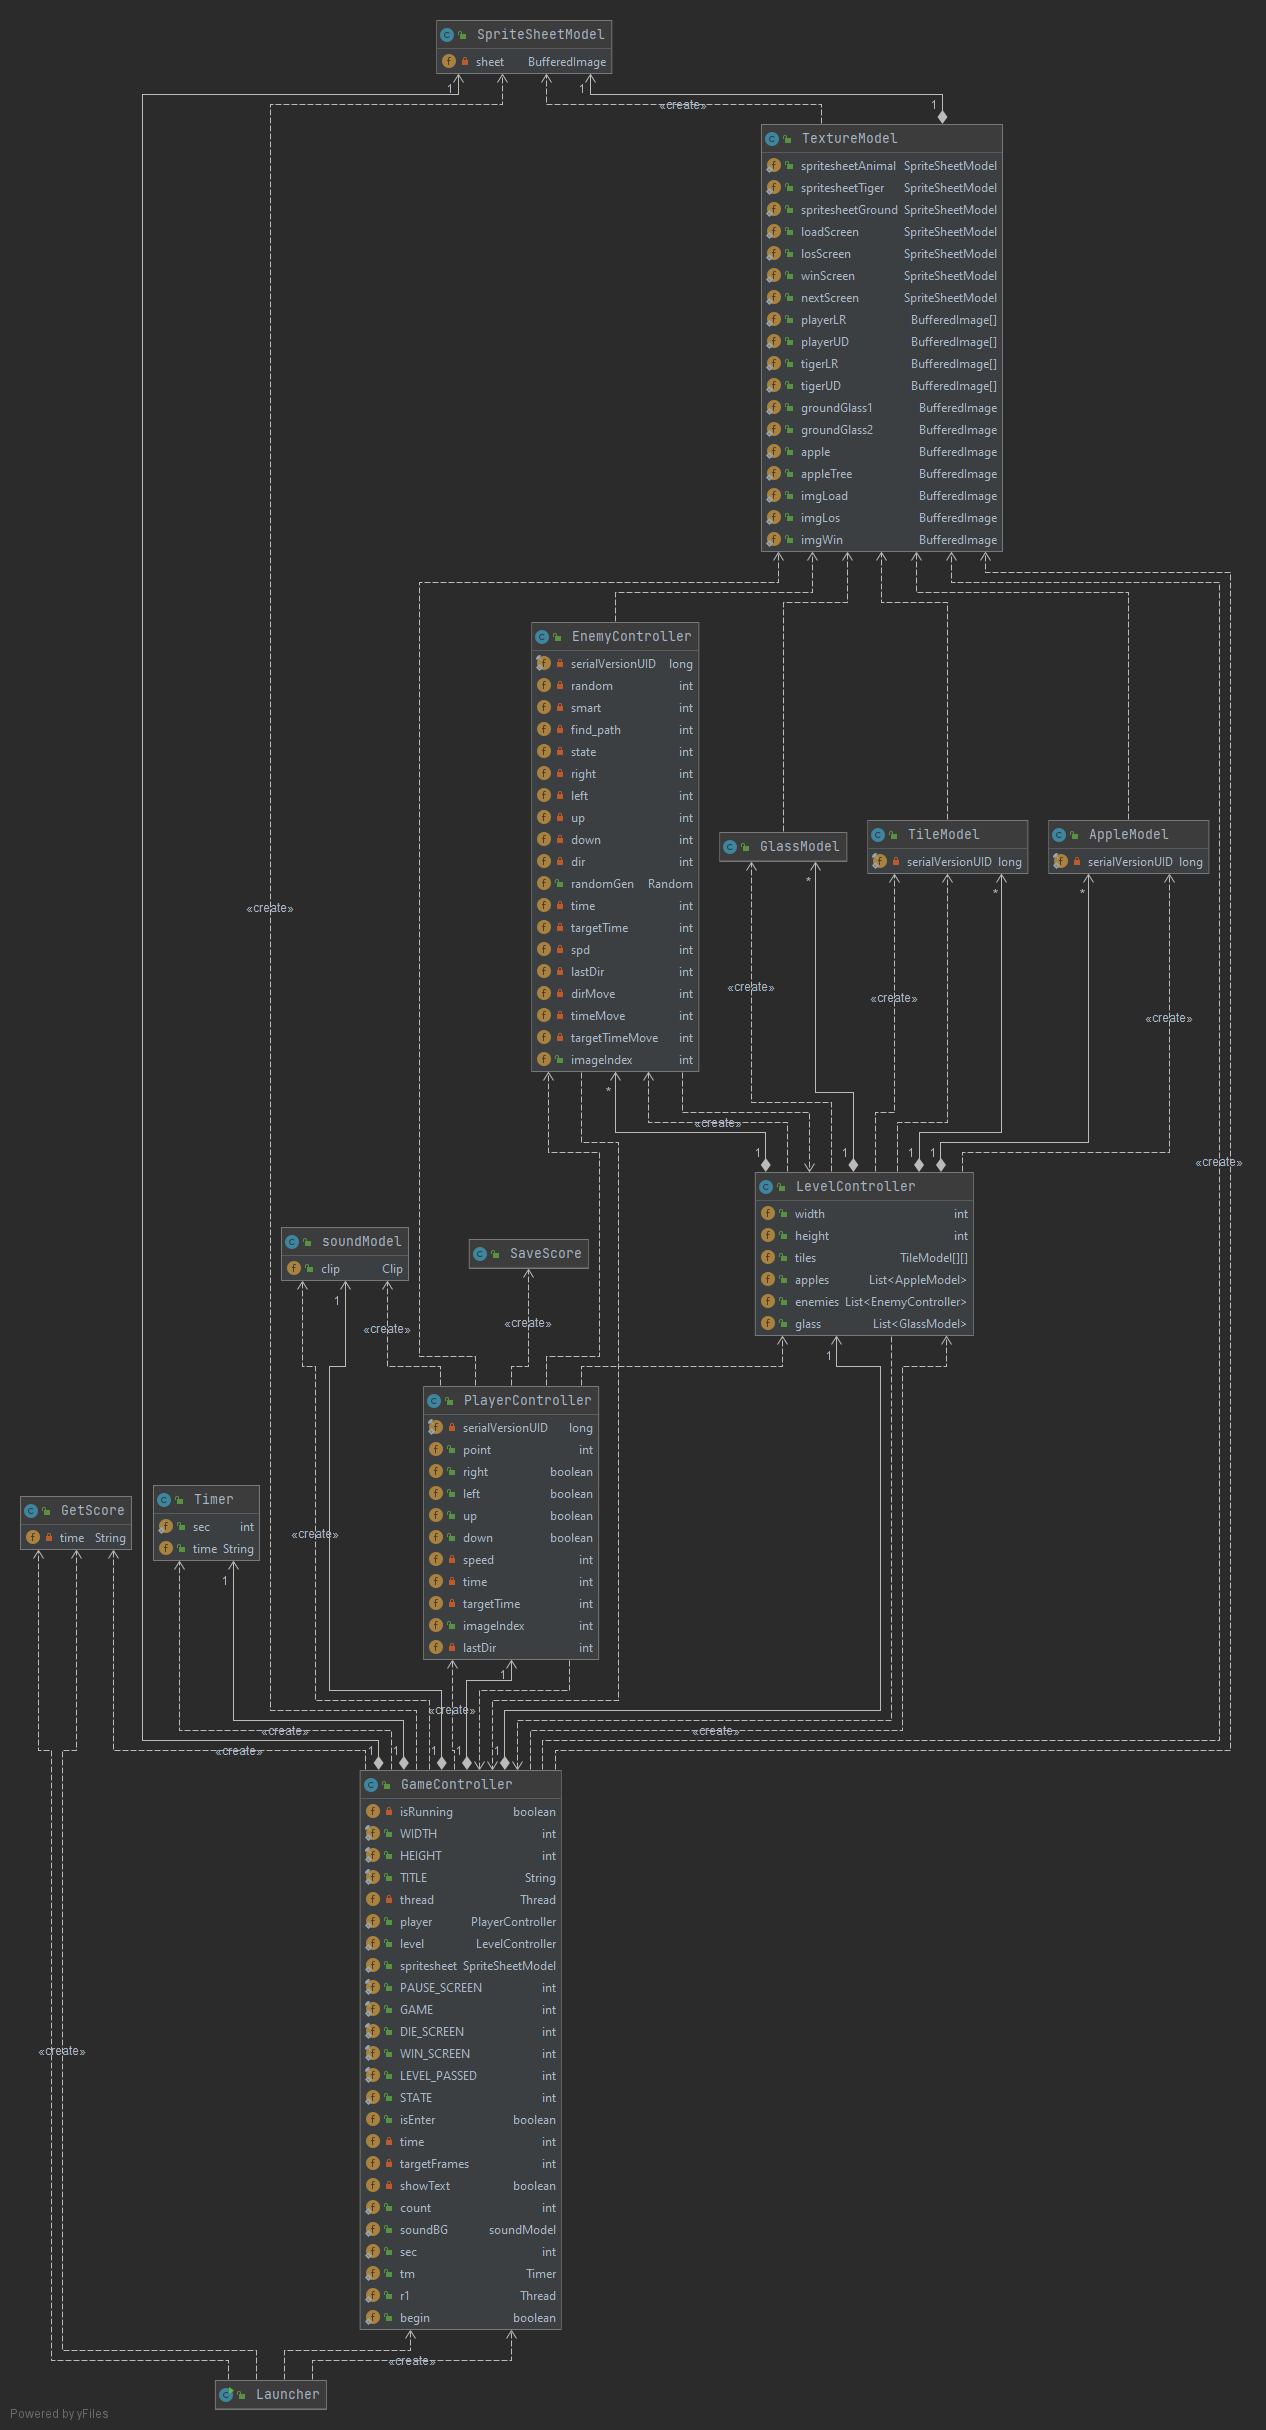 SpriteSheetModel
sheet BufferedImage
1
1
«create»
1
TextureModel
spritesheetAnimal SpriteSheetModel
spritesheetTiger SpriteSheetModel
spritesheetGround SpriteSheetModel
loadScreen SpriteSheetModel
losScreen SpriteSheetModel
winScreen SpriteSheetModel
nextScreen SpriteSheetModel
playerLR BufferedImage[]
playerUD BufferedImage[]
tigerLR BufferedImage[]
tigerUD BufferedImage[]
groundGlass1 BufferedImage
groundGlass2 BufferedImage
apple BufferedImage
appleTree BufferedImage
imgLoad BufferedImage
imgLos BufferedImage
imgWin BufferedImage
EnemyController
serialVersionUID long
random int
smart int
find_path int
state int
right int
left int
up int
down int
dir int
randomGen Random
time int
targetTime int
spd int
lastDir int
dirMove int
timeMove int
targetTimeMove int
imageIndex int
GlassModel
TileModel
serialVersionUID long
AppleModel
serialVersionUID long
«create»
*
*
*
«create»
«create»
«create»
*
«create»
1
1
1
1
«create»
LevelController
width int
height int
tiles TileModel[][]
apples List<AppleModel>
enemies List<EnemyController>
glass List<GlassModel>
soundModel
clip Clip
SaveScore
1
«create»
«create»
1
PlayerController
serialVersionUID long
point int
right boolean
left boolean
up boolean
down boolean
speed int
time int
targetTime int
imageIndex int
lastDir int
GetScore
time String
Timer
sec int
time String
«create»
1
1
«create»
«create»
«create»
«create»
1
1
1
1
1
GameController
isRunning boolean
WIDTH int
HEIGHT int
TITLE String
thread Thread
player PlayerController
level LevelController
spritesheet SpriteSheetModel
PAUSE_SCREEN int
GAME int
DIE_SCREEN int
WIN_SCREEN int
LEVEL_PASSED int
STATE int
isEnter boolean
time int
targetFrames int
showText boolean
count int
soundBG soundModel
sec int
tm Timer
r1 Thread
begin boolean
«create»
«create»
Launcher
Powered by yFiles